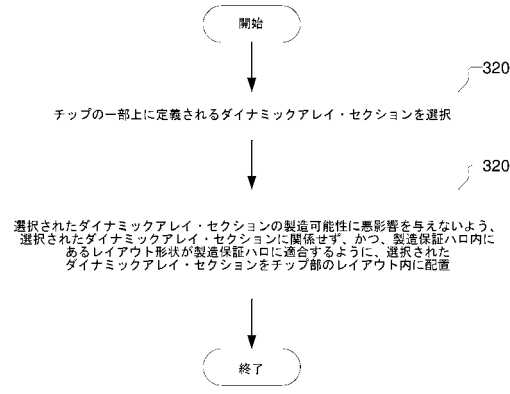 開始
320
チップの一部上に定義されるダイナミックアレイ・セクションを選択
320
選択されたダイナミックアレイ・セクションの製造可能性に悪影響を与えないよう、
選択されたダイナミックアレイ・セクションに関係せず、かつ、製造保証ハロ内に
あるレイアウト形状が製造保証ハロに適合するように、選択された
ダイナミックアレイ・セクションをチップ部のレイアウト内に配置
終了